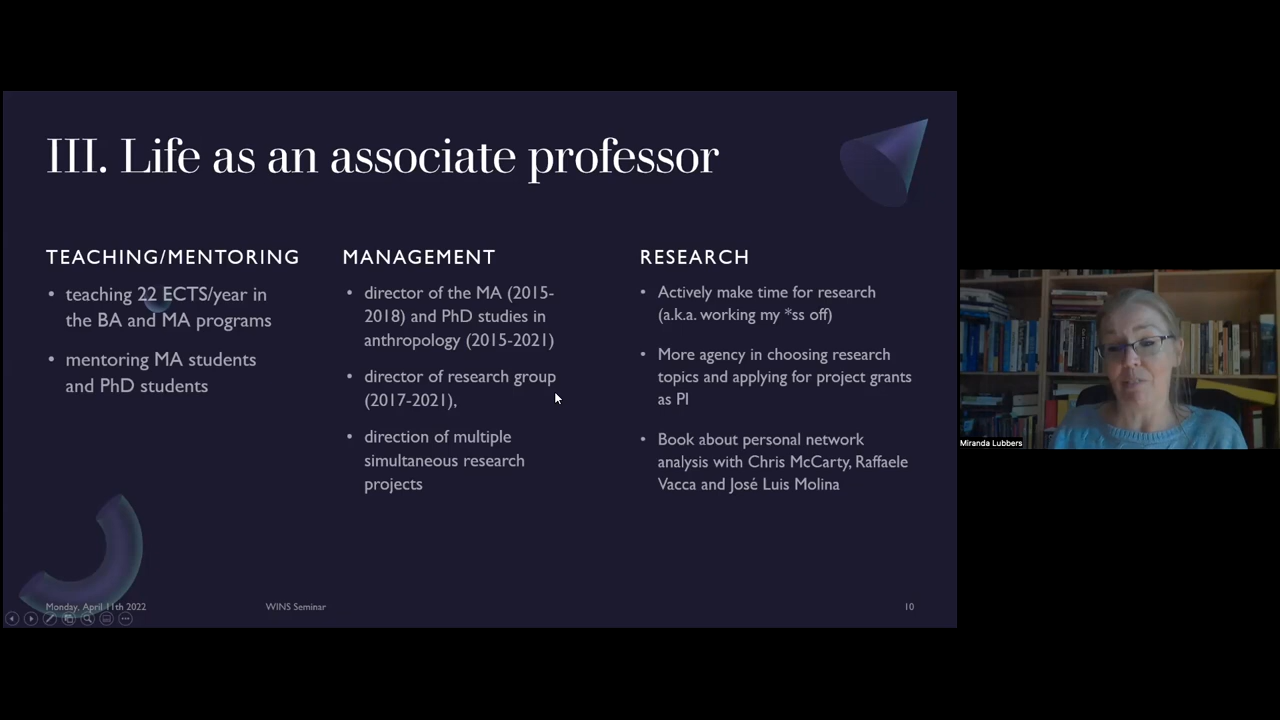 III. Life as an associate professor
TEACHING/MENTORING
• teaching 22 ECTS/year in
the BA and MA programs
• mentoring MA students
and PhD students
MANAGEMENT
• director of the MA (2015-
2018) and PhD studies in
anthropology (2015-2021)
• director of research group
(2017-2021),
• direction of multiple
simultaneous research
projects
RESEARCH
• Actively make time for research
(a.k.a. working my *ss off)
• More agency in choosing research
topics and applying for project grants
as PI
• Book about personal network
analysis with Chris McCarty, Raffaele
Vacca and José Luis Molina
Monday, April 11th 2022
WINS Seminar
10
Miranda Lubbers